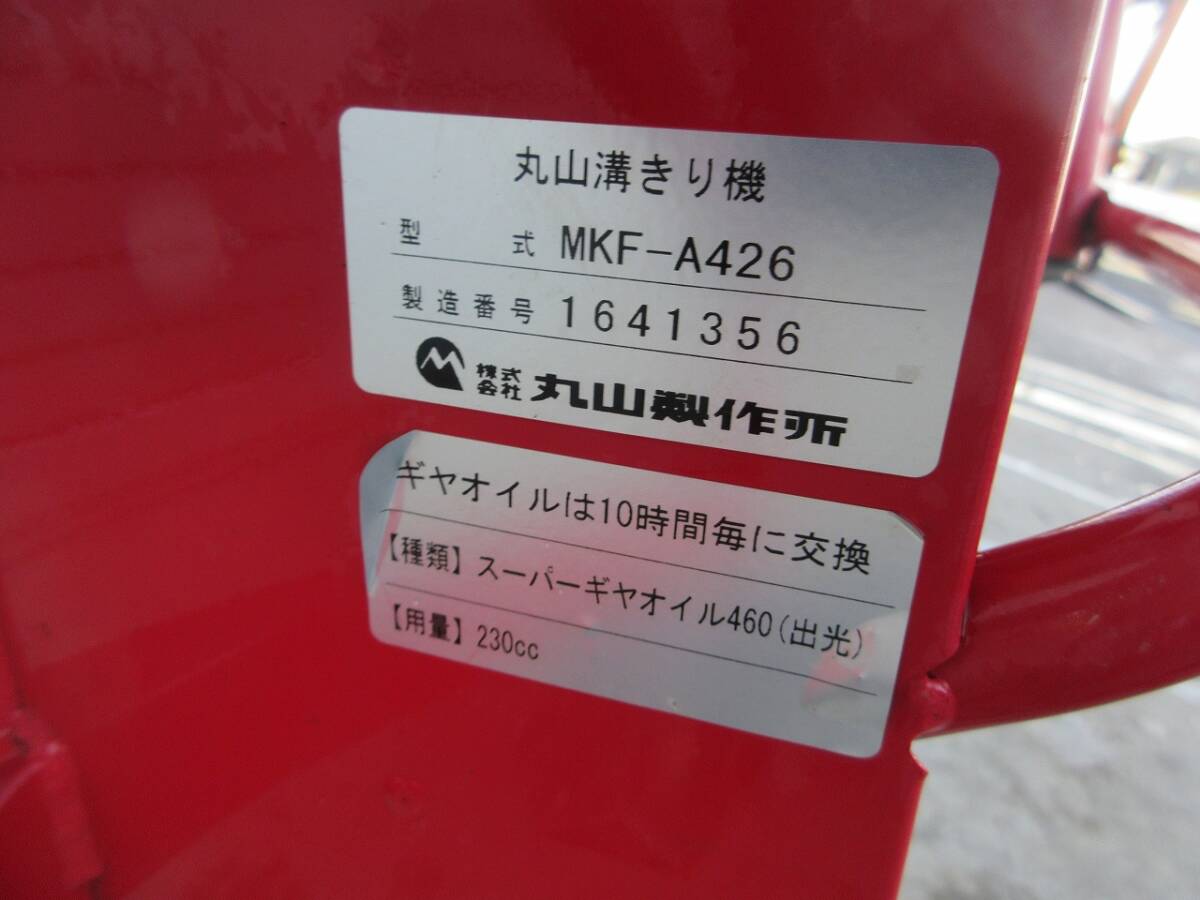 丸山溝きり機
型式 MKF-A426
製造番号 1641356
株式会社 丸山製作所
ギヤオイルは10時間毎に交換
【種類】スーパーギヤオイル460(出光)
【用量】230cc